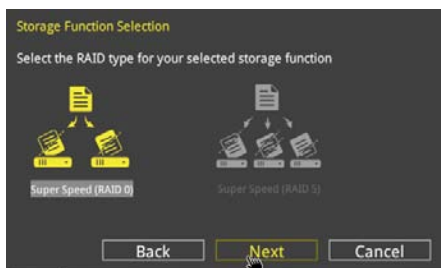 Storage Function Selection
Select the RAID type for your selected storage function
Super Speed (RAID 0)
Super Speed (RAID 5)
Back
Next
Cancel